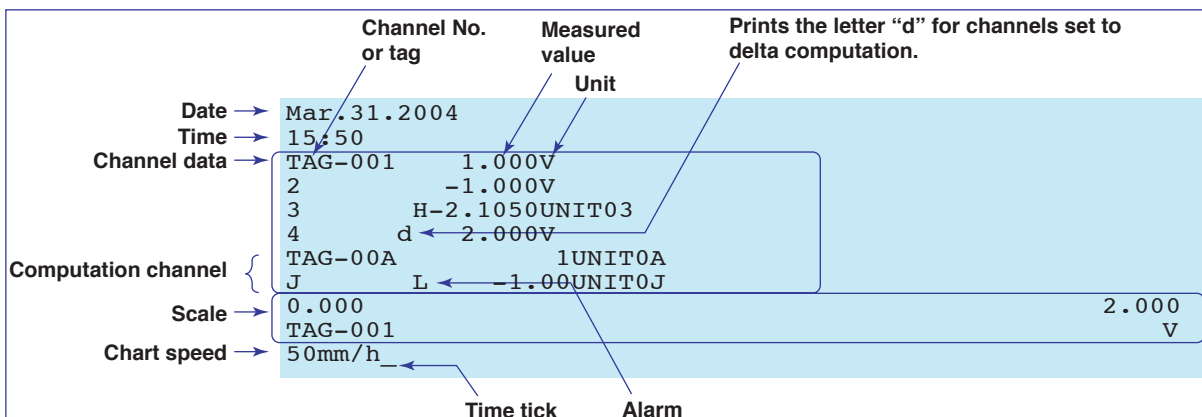 Channel No. or tag
Measured value
Unit
Prints the letter “d” for channels set to delta computation.
Date
Mar.31.2004
Time
15:50
Channel data
TAG-001 1.000V
2 -1.000V
3 H-2.1050UNIT03
4 d 2.000V
Computation channel
TAG-00A 1UNIT0A
J L -1.00UNIT0J
Scale
0.000 2.000
TAG-001 V
Chart speed
50mm/h_
Time tick
Alarm